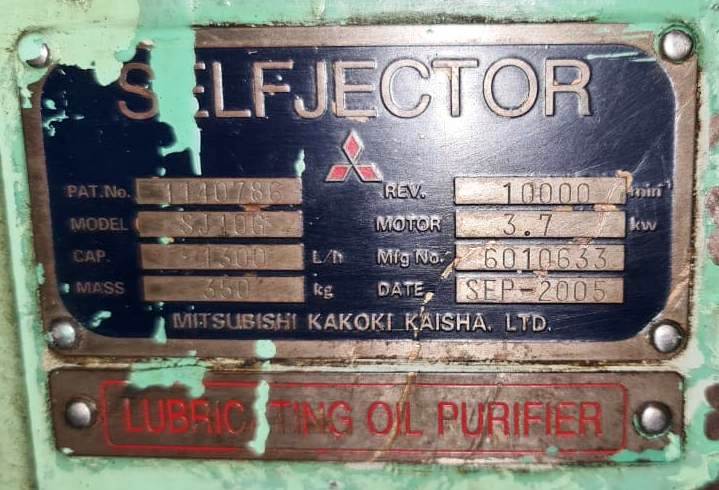 SELFJECTOR
PAT.No. 1140786 REV. 10000 min⁻¹
MODEL SJ10G MOTOR 3.7 kw
CAP. 1300 L/h Mfg No. 6010633
MASS 350 kg DATE SEP-2005
MITSUBISHI KAKOKI KAISHA, LTD.
LUBRICATING OIL PURIFIER